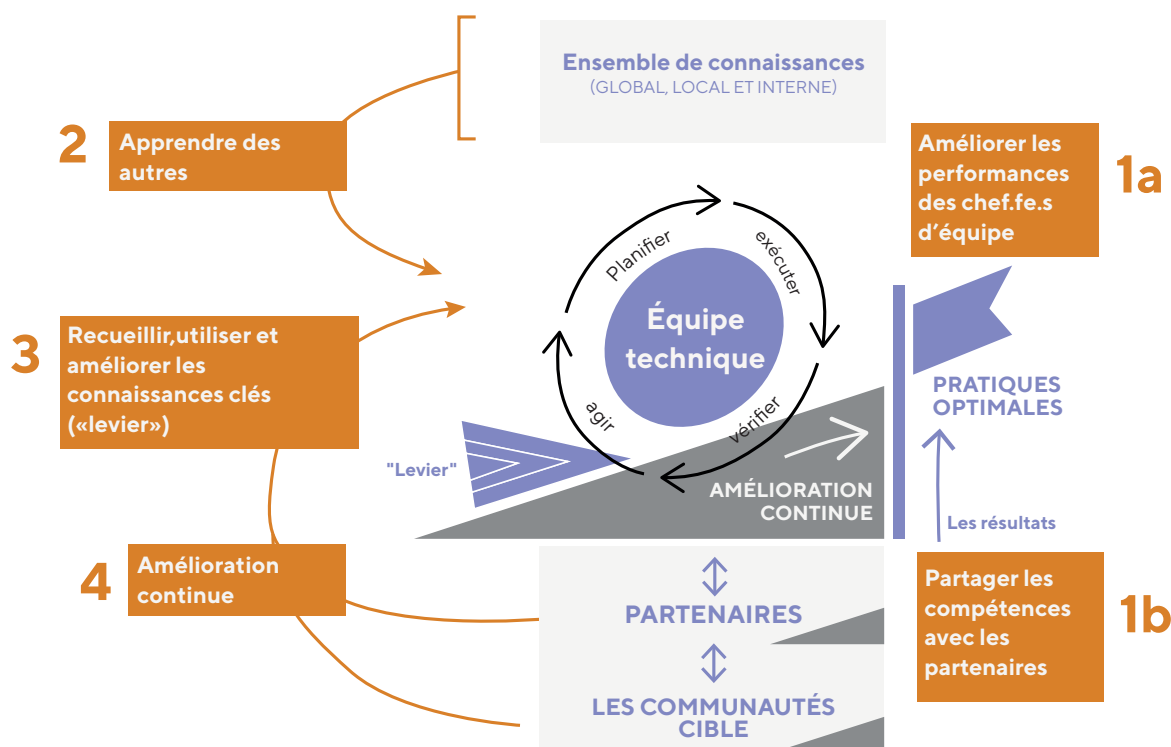 Ensemble de connaissances
(GLOBAL, LOCAL ET INTERNE)
2
Apprendre des
autres
Améliorer les
performances
des chef.fe.s
d’équipe
1a
Planifier
exécuter
vérifier
agir
Équipe
technique
3
Recueillir,utiliser et
améliorer les
connaissances clés
(«levier»)
"Levier"
AMÉLIORATION
CONTINUE
PRATIQUES
OPTIMALES
Les résultats
4
Amélioration
continue
PARTENAIRES
LES COMMUNAUTÉS
CIBLE
Partager les
compétences
avec les
partenaires
1b